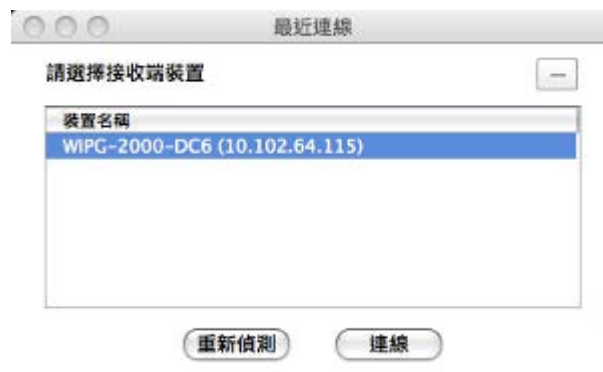 最近連線
請選擇接收端裝置
裝置名稱
WIPG-2000-DC6 (10.102.64.115)
重新偵測 連線